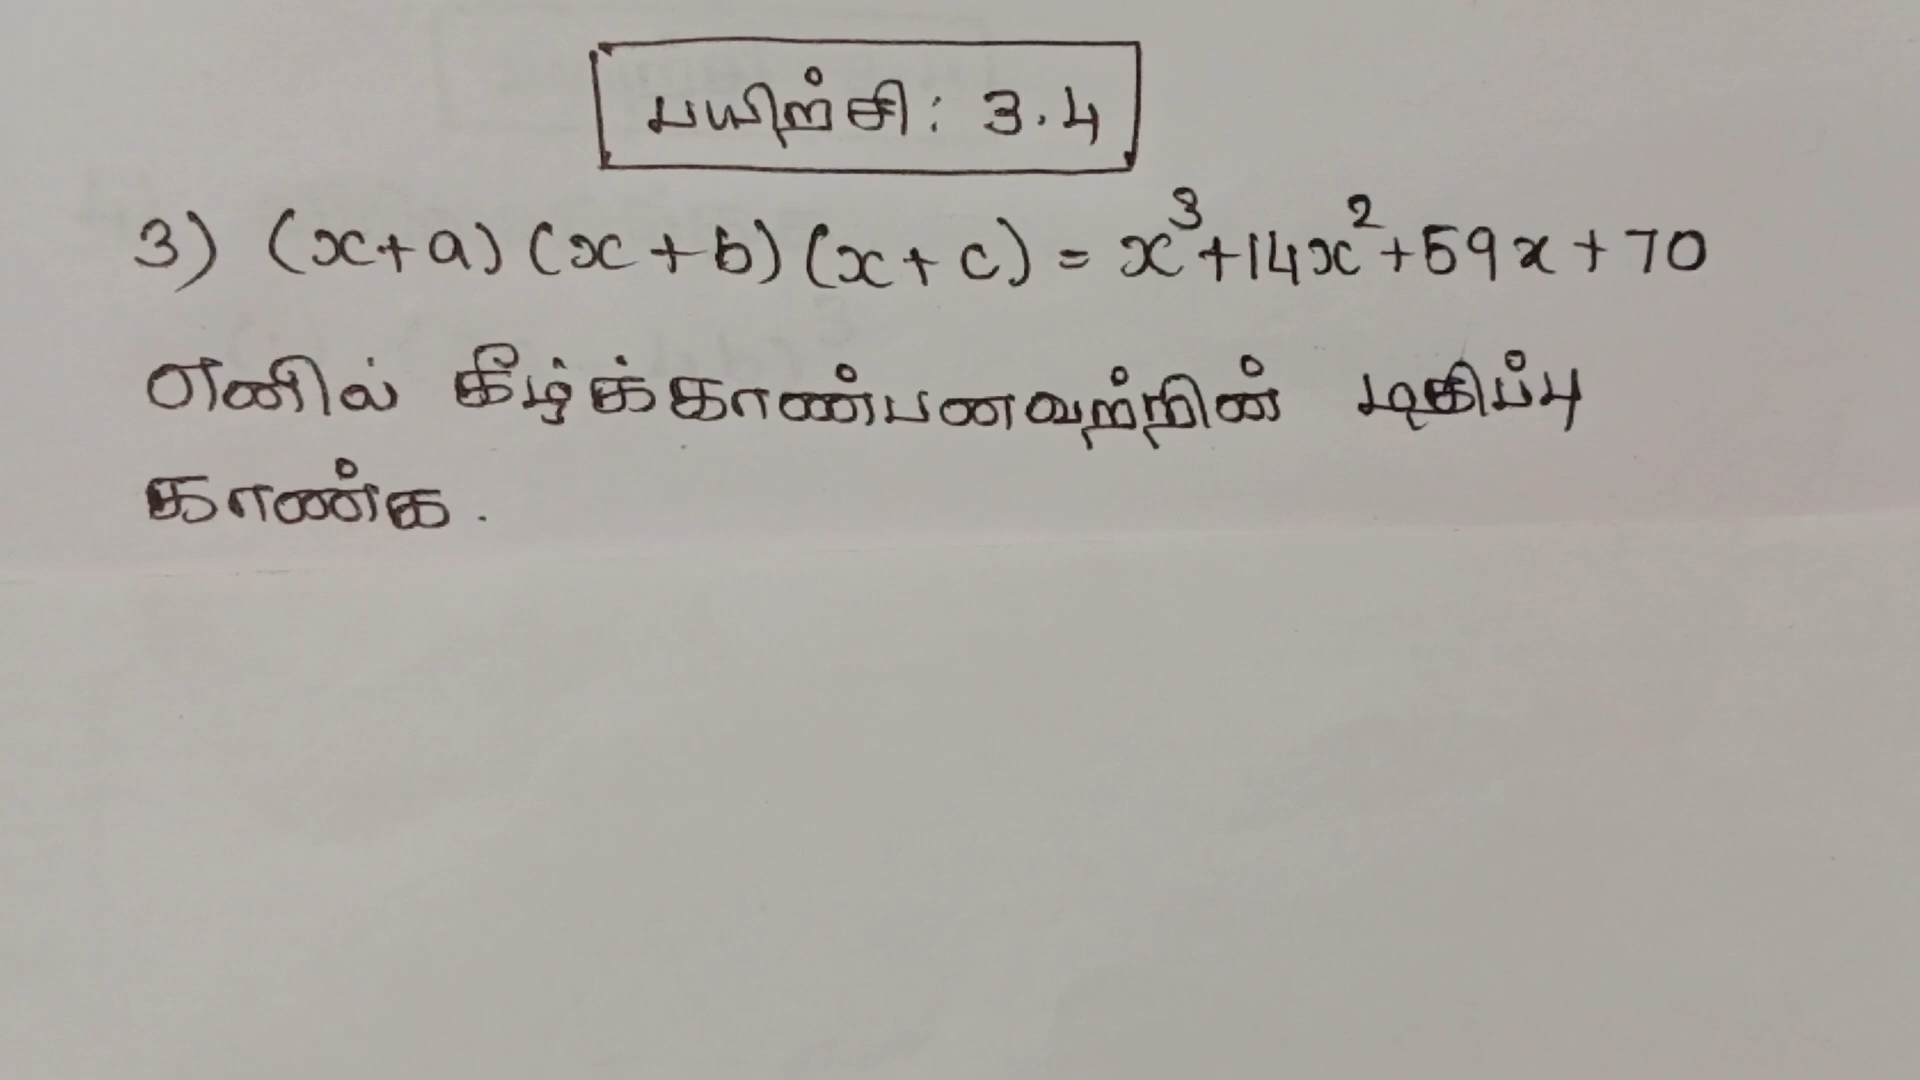 பயிற்சி: 3.4
3) (x+a) (x+b) (x+c) = x³+14x²+59x+70
எனில் கீழ்க்காண்பனவற்றின் மதிப்பு
காண்க.